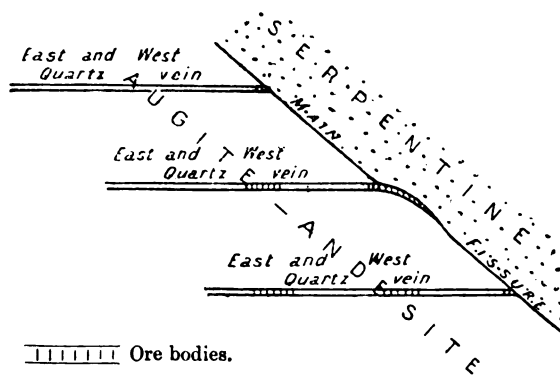 East and West
Quartz vein
AUGITE ANDESITE
SERPENTINE
MAIN FISSURE
East and West
Quartz vein
East and West
Quartz vein
Ore bodies.